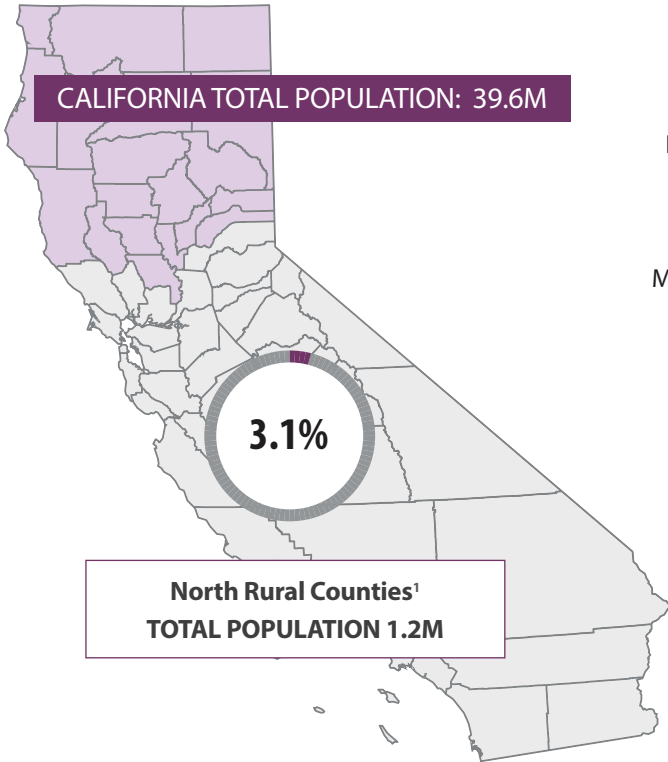 CALIFORNIA TOTAL POPULATION: 39.6M
M
3.1%
North Rural Counties¹
TOTAL POPULATION 1.2M